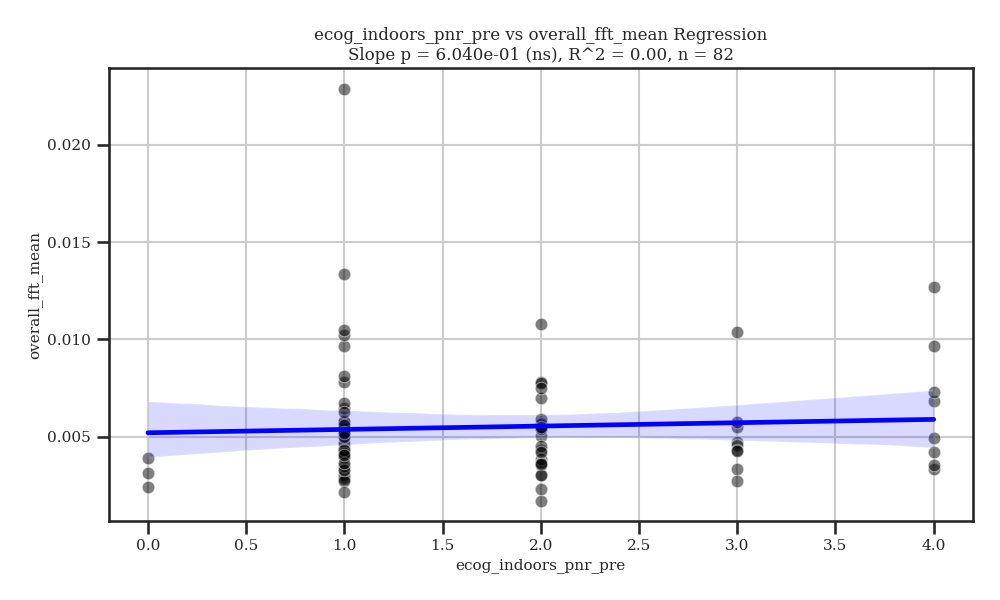 ecog_indoors_pnr_pre vs overall_fft_mean Regression
Slope p = 6.040e-01 (ns), R^2 = 0.00, n = 82
overall_fft_mean
0.020
0.015
0.010
0.005
0.0 0.5 1.0 1.5 2.0 2.5 3.0 3.5 4.0
ecog_indoors_pnr_pre